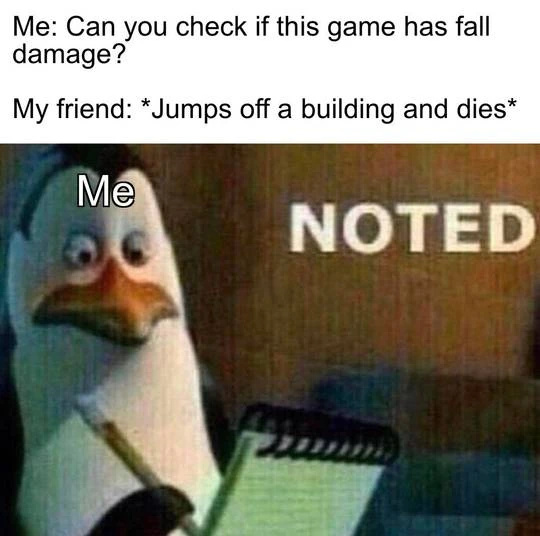 Me: Can you check if this game has fall
damage?
My friend: *Jumps off a building and dies*
Me
NOTED